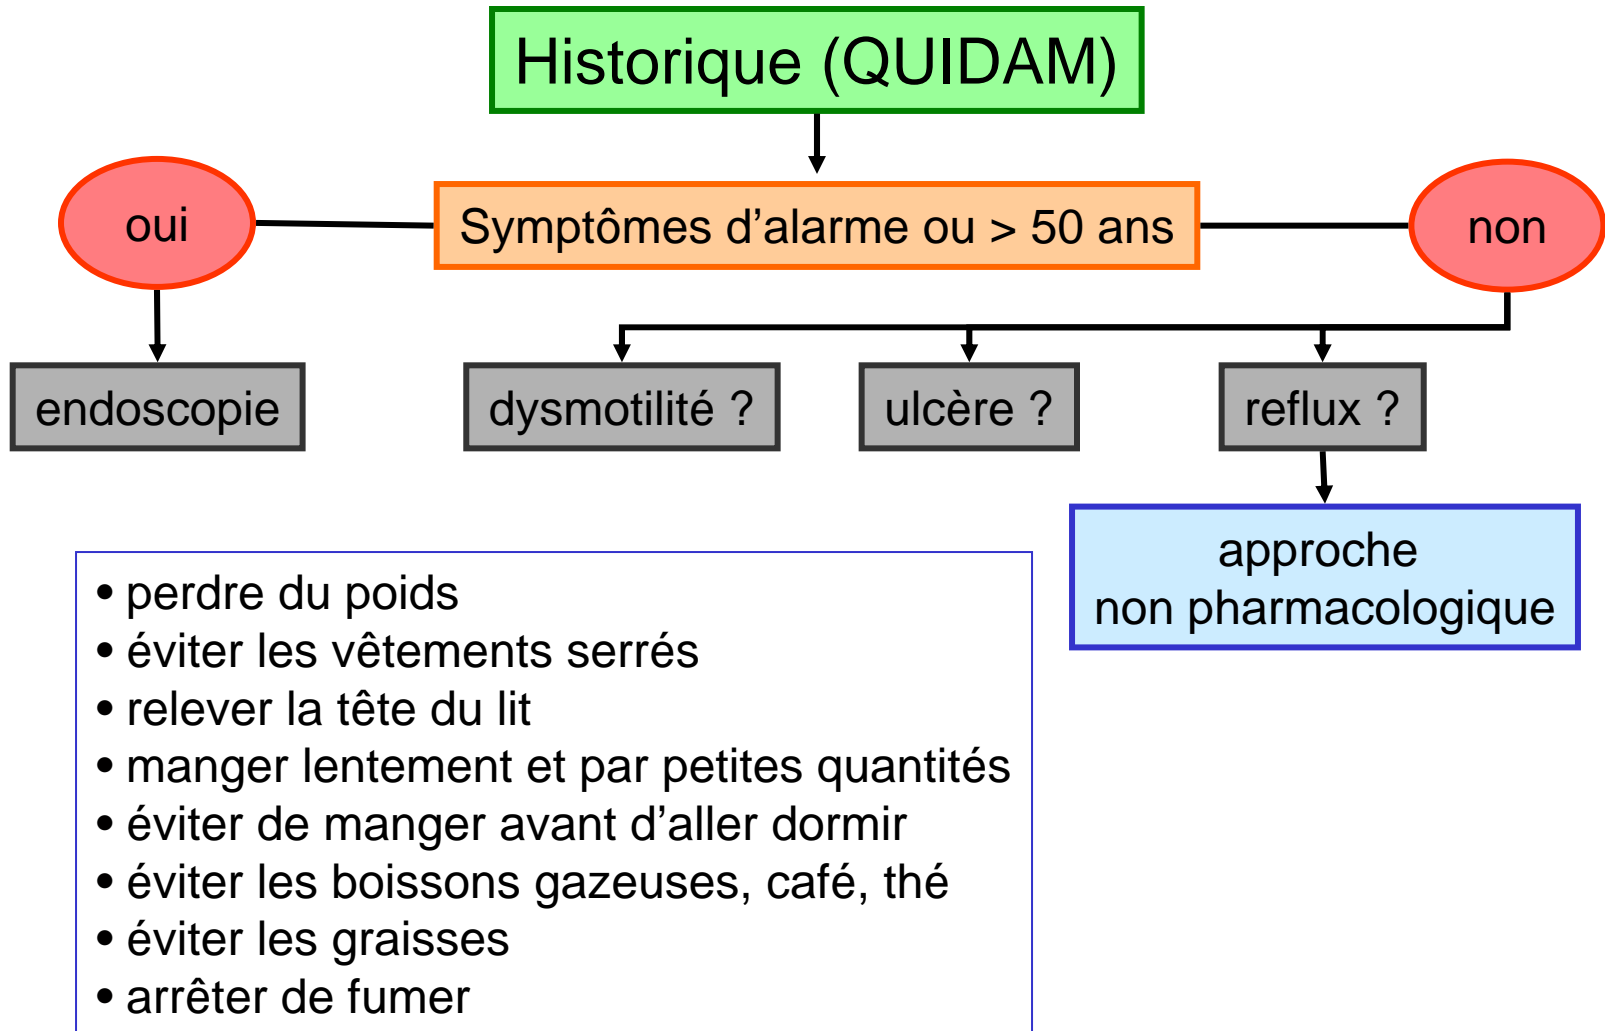 Historique (QUIDAM)
oui
Symptômes d’alarme ou > 50 ans
non
endoscopie
dysmotilité ?
ulcère ?
reflux ?
approche
non pharmacologique
• perdre du poids
• éviter les vêtements serrés
• relever la tête du lit
• manger lentement et par petites quantités
• éviter de manger avant d’aller dormir
• éviter les boissons gazeuses, café, thé
• éviter les graisses
• arrêter de fumer